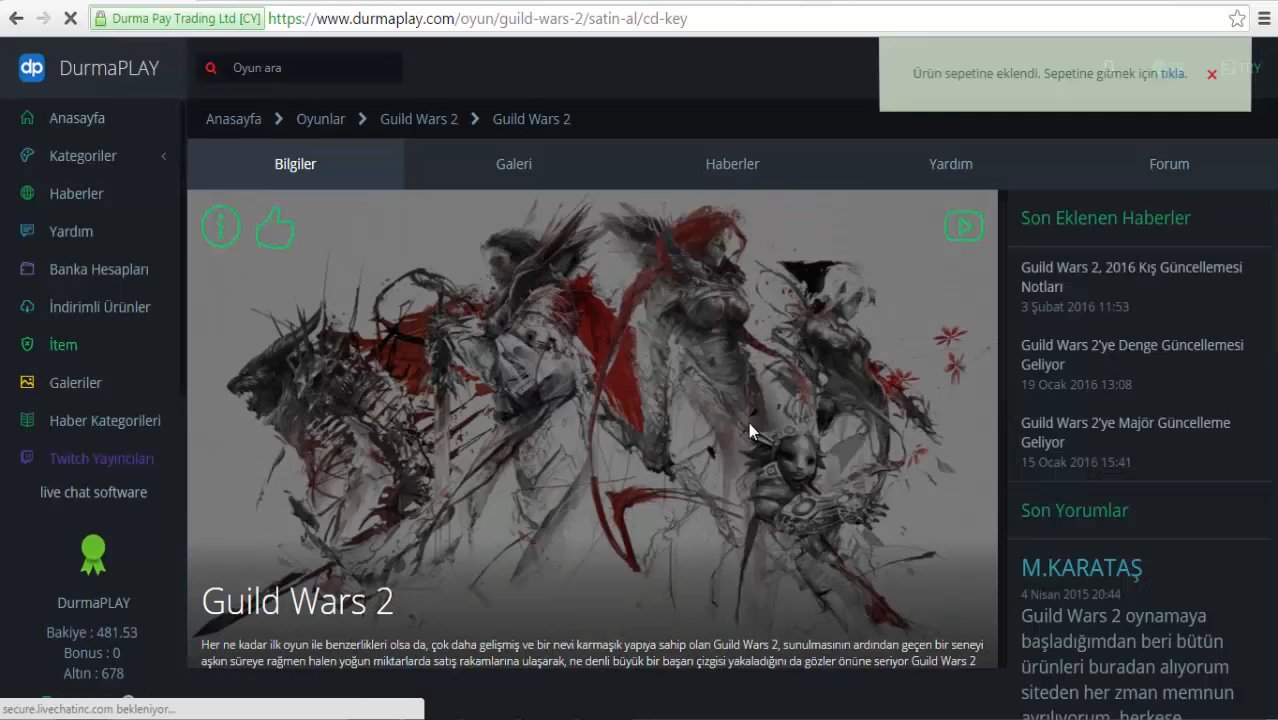 Durma Pay Trading Ltd [CY]
https://www.durmaplay.com/oyun/guild-wars-2/satin-al/cd-key
dp
DurmaPLAY
Oyun ara
Ürün sepetine eklendi. Sepetine gitmek için tıkla.
TRY
Anasayfa
Kategoriler
Haberler
Yardım
Banka Hesapları
İndirimli Ürünler
İtem
Galeriler
Haber Kategorileri
Twitch Yayıncıları
live chat software
DurmaPLAY
Bakiye : 481.53
Bonus : 0
Altın : 678
secure.livechatinc.com bekleniyor...
Anasayfa > Oyunlar > Guild Wars 2 > Guild Wars 2
Bilgiler
Galeri
Haberler
Yardım
Forum
Guild Wars 2
Her ne kadar ilk oyun ile benzerlikleri olsa da, çok daha gelişmiş ve bir nevi karmaşık yapıya sahip olan Guild Wars 2, sunulmasının ardından geçen bir seneyi
aşkın süreye rağmen halen yoğun miktarlarda satış rakamlarına ulaşarak, ne denli büyük bir başarı çizgisi yakaladığını da gözler önüne seriyor Guild Wars 2
Son Eklenen Haberler
Guild Wars 2, 2016 Kış Güncellemesi
Notları
3 Şubat 2016 11:53
Guild Wars 2'ye Denge Güncellemesi
Geliyor
19 Ocak 2016 13:08
Guild Wars 2'ye Majör Güncelleme
Geliyor
15 Ocak 2016 15:41
Son Yorumlar
M.KARATAŞ
4 Nisan 2015 20:44
Guild Wars 2 oynamaya
başladığımdan beri bütün
ürünleri buradan alıyorum
siteden her zman memnun
ayrılıyorum, herkese